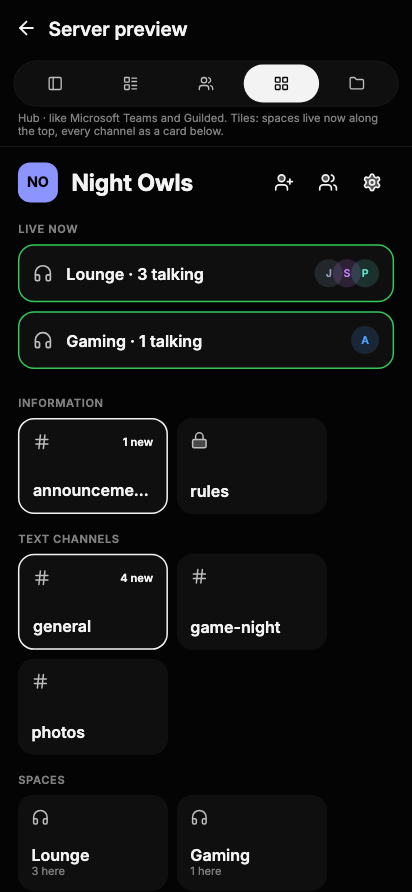 Server preview
Hub · like Microsoft Teams and Guilded. Tiles: spaces live now along
the top, every channel as a card below.
NO Night Owls
LIVE NOW
Lounge · 3 talking J S P
Gaming · 1 talking A
INFORMATION
1 new
announceme...
rules
TEXT CHANNELS
4 new
general
game-night
photos
SPACES
Lounge
3 here
Gaming
1 here